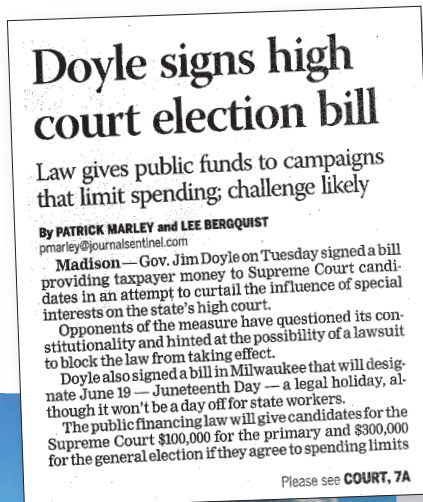 Doyle signs high
court election bill
Law gives public funds to campaigns
that limit spending; challenge likely
By PATRICK MARLEY and LEE BERGQUIST
pmarley@journalsentinel.com
Madison — Gov. Jim Doyle on Tuesday signed a bill
providing taxpayer money to Supreme Court candi-
dates in an attempt to curtail the influence of special
interests on the state's high court.
Opponents of the measure have questioned its con-
stitutionality and hinted at the possibility of a lawsuit
to block the law from taking effect.
Doyle also signed a bill in Milwaukee that will desig-
nate June 19 — Juneteenth Day — a legal holiday, al-
though it won't be a day off for state workers.
The public financing law will give candidates for the
Supreme Court $100,000 for the primary and $300,000
for the general election if they agree to spending limits
Please see COURT, 7A